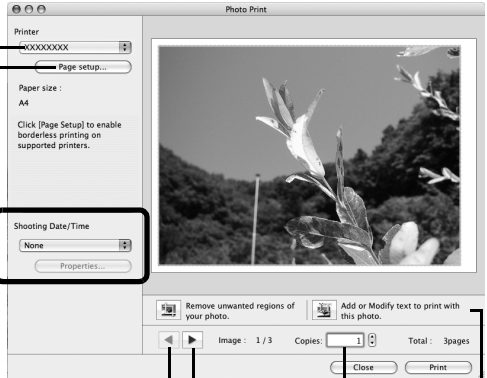 Photo Print
Printer
XXXXXXXX
Page setup...
Paper size :
A4
Click [Page Setup] to enable
borderless printing on
supported printers.
Shooting Date/Time
None
Properties...
Remove unwanted regions of
your photo.
Add or Modify text to print with
this photo.
Image : 1 / 3
Copies: 1
Total : 3pages
Close
Print